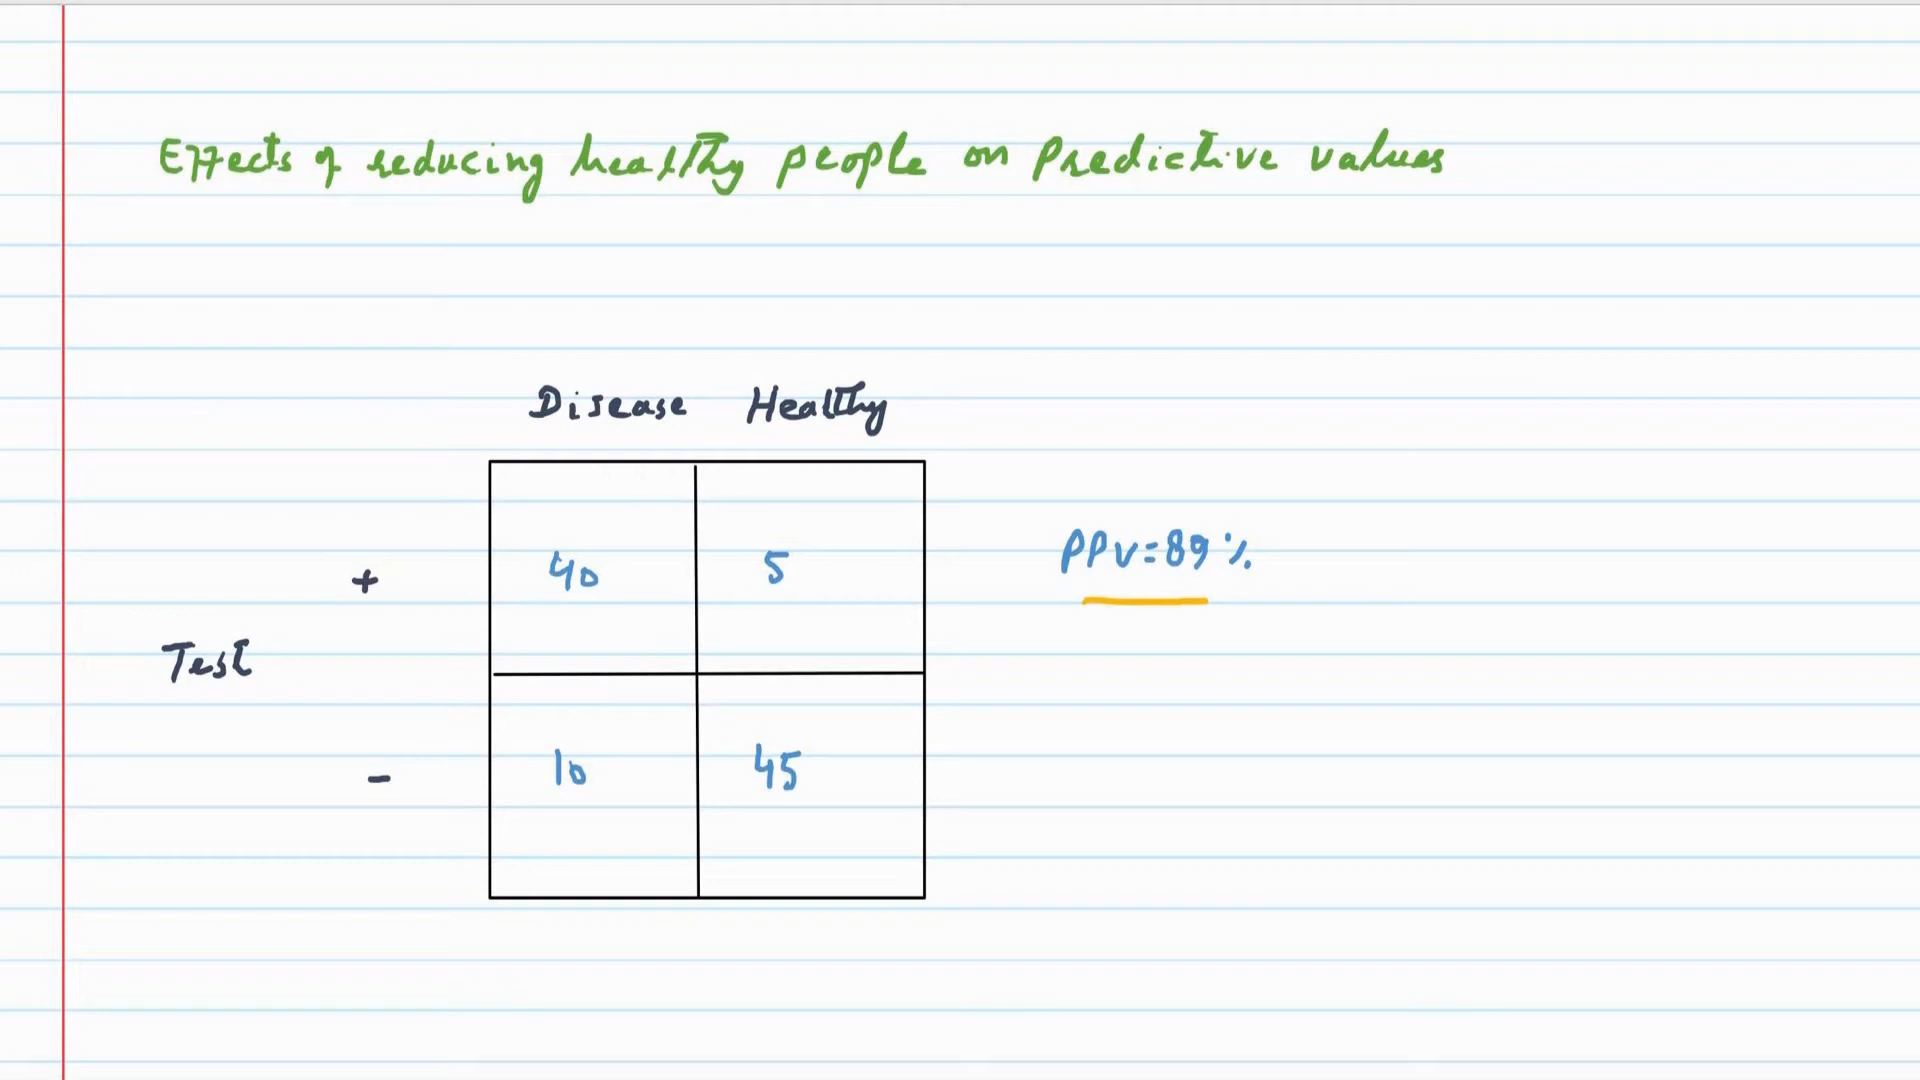 Effects of reducing healthy people on Predictive values
Disease Healthy
+ 40 5 PPV=89%
Test
- 10 45